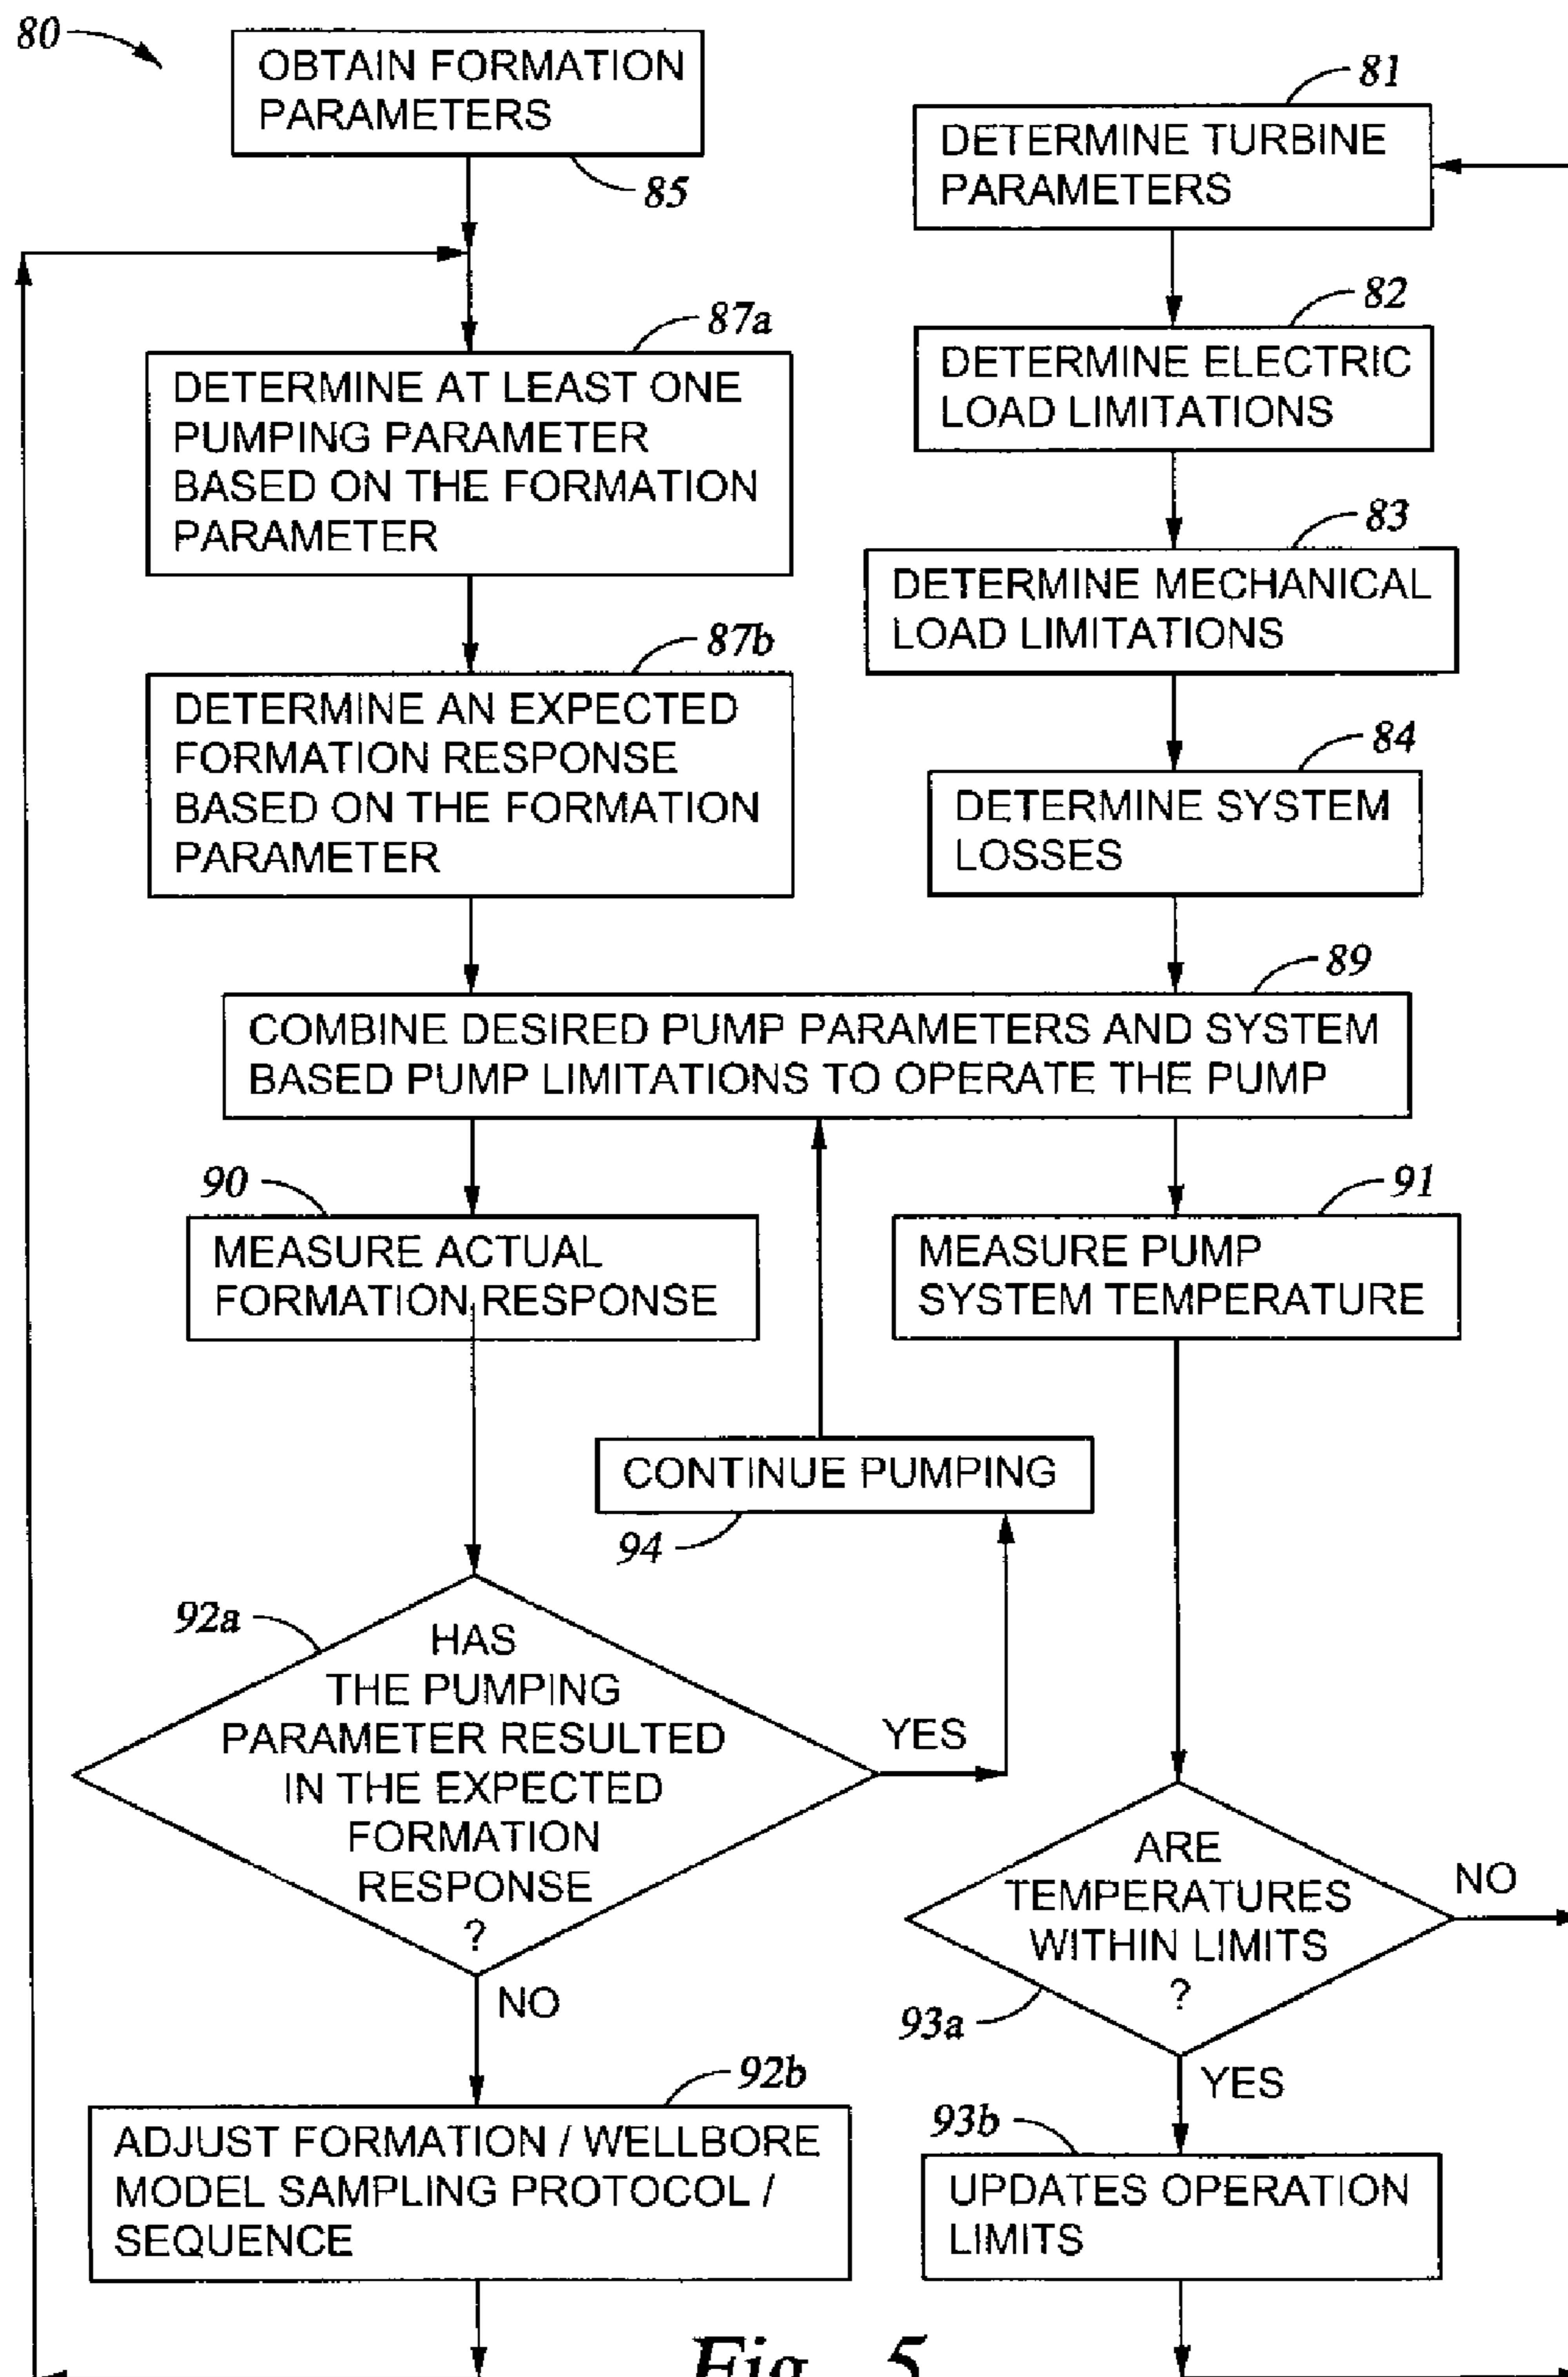 80
OBTAIN FORMATION
PARAMETERS
85
81
DETERMINE TURBINE
PARAMETERS
82
DETERMINE ELECTRIC
LOAD LIMITATIONS
87a
DETERMINE AT LEAST ONE
PUMPING PARAMETER
BASED ON THE FORMATION
PARAMETER
83
DETERMINE MECHANICAL
LOAD LIMITATIONS
87b
DETERMINE AN EXPECTED
FORMATION RESPONSE
BASED ON THE FORMATION
PARAMETER
84
DETERMINE SYSTEM
LOSSES
89
COMBINE DESIRED PUMP PARAMETERS AND SYSTEM
BASED PUMP LIMITATIONS TO OPERATE THE PUMP
90
MEASURE ACTUAL
FORMATION RESPONSE
91
MEASURE PUMP
SYSTEM TEMPERATURE
CONTINUE PUMPING
94
92a
HAS
THE PUMPING
PARAMETER RESULTED
IN THE EXPECTED
FORMATION
RESPONSE
?
YES
NO
ARE
TEMPERATURES
WITHIN LIMITS
?
NO
93a
YES
92b
ADJUST FORMATION / WELLBORE
MODEL SAMPLING PROTOCOL /
SEQUENCE
93b
UPDATES OPERATION
LIMITS
Fig. 5